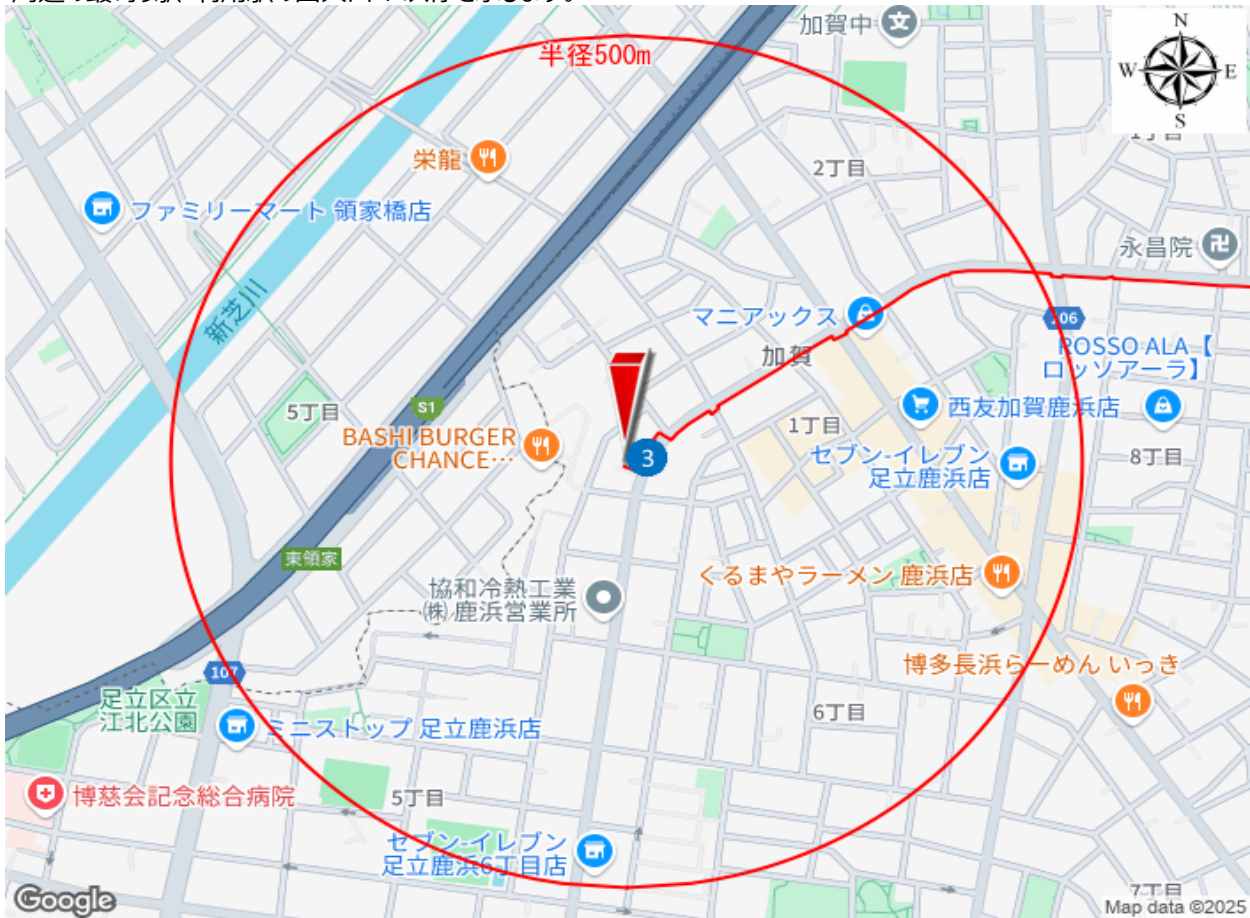 加賀中
N
W
E
S
半径500m
栄龍
2丁目
ファミリーマート 領家橋店
永昌院
新芝川
マニアックス
106
加賀
ROSSO ALA【
ロッソアーラ】
S1
5丁目
西友加賀鹿浜店
1丁目
BASHI BURGER
CHANCE…
3
セブン-イレブン
足立鹿浜店
8丁目
東領家
協和冷熱工業
㈱ 鹿浜営業所
くるまやラーメン 鹿浜店
107
博多長浜らーめん いっき
足立区立
江北公園
ミニストップ 足立鹿浜店
6丁目
博慈会記念総合病院
5丁目
セブン-イレブン
足立鹿浜6丁目店
7丁目
Google
Map data ©2025